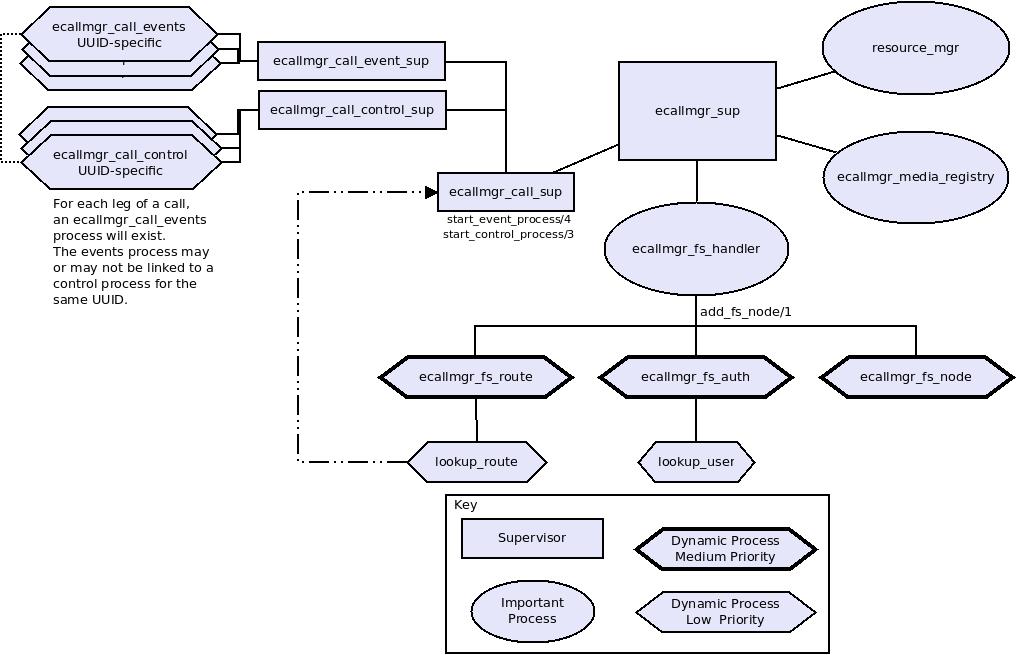 ecallmgr_call_events
UUID-specific
ecallmgr_call_event_sup
ecallmgr_call_control_sup
ecallmgr_call_control
UUID-specific
For each leg of a call,
an ecallmgr_call_events
process will exist.
The events process may
or may not be linked to a
control process for the
same UUID.
ecallmgr_call_sup
start_event_process/4
start_control_process/3
ecallmgr_sup
resource_mgr
ecallmgr_media_registry
ecallmgr_fs_handler
add_fs_node/1
ecallmgr_fs_route
ecallmgr_fs_auth
ecallmgr_fs_node
lookup_route
lookup_user
Key
Supervisor
Dynamic Process
Medium Priority
Important
Process
Dynamic Process
Low  Priority